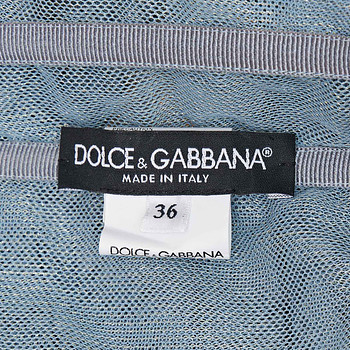 DOLCE & GABBANA®
MADE IN ITALY
36
DOLCE & GABBANA